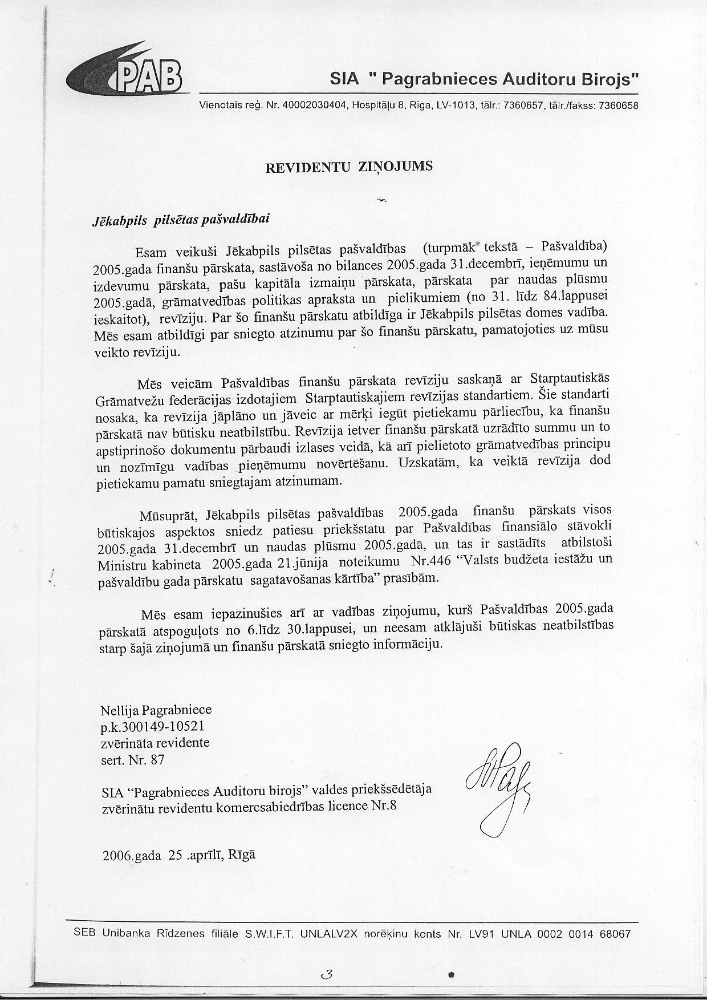 PAB
SIA " Pagrabnieces Auditoru Birojs"
Vienotais reģ. Nr. 40002030404, Hospitāļu 8, Rīga, LV-1013, tālr.: 7360657, tālr./fakss: 7360658
REVIDENTU ZIŅOJUMS
Jēkabpils pilsētas pašvaldībai
Esam veikuši Jēkabpils pilsētas pašvaldības (turpmāk tekstā – Pašvaldība)
2005.gada finanšu pārskata, sastāvoša no bilances 2005.gada 31.decembrī, ieņēmumu un
izdevumu pārskata, pašu kapitāla izmaiņu pārskata, pārskata par naudas plūsmu
2005.gadā, grāmatvedības politikas apraksta un pielikumiem (no 31. līdz 84.lappusei
ieskaitot), revīziju. Par šo finanšu pārskatu atbildīga ir Jēkabpils pilsētas domes vadība.
Mēs esam atbildīgi par sniegto atzinumu par šo finanšu pārskatu, pamatojoties uz mūsu
veikto revīziju.
Mēs veicām Pašvaldības finanšu pārskata revīziju saskaņā ar Starptautiskās
Grāmatvežu federācijas izdotajiem Starptautiskajiem revīzijas standartiem. Šie standarti
nosaka, ka revīzija jāplāno un jāveic ar mērķi iegūt pietiekamu pārliecību, ka finanšu
pārskatā nav būtisku neatbilstību. Revīzija ietver finanšu pārskatā uzrādīto summu un to
apstiprinošo dokumentu pārbaudi izlases veidā, kā arī pielietoto grāmatvedības principu
un nozīmīgu vadības pieņēmumu novērtēšanu. Uzskatām, ka veiktā revīzija dod
pietiekamu pamatu sniegtajam atzinumam.
Mūsuprāt, Jēkabpils pilsētas pašvaldības 2005.gada finanšu pārskats visos
būtiskajos aspektos sniedz patiesu priekšstatu par Pašvaldības finansiālo stāvokli
2005.gada 31.decembrī un naudas plūsmu 2005.gadā, un tas ir sastādīts atbilstoši
Ministru kabineta 2005.gada 21.jūnija noteikumu Nr.446 “Valsts budžeta iestāžu un
pašvaldību gada pārskatu sagatavošanas kārtība” prasībām.
Mēs esam iepazinušies arī ar vadības ziņojumu, kurš Pašvaldības 2005.gada
pārskatā atspoguļots no 6.līdz 30.lappusei, un neesam atklājuši būtiskas neatbilstības
starp šajā ziņojumā un finanšu pārskatā sniegto informāciju.
Nellija Pagrabniece
p.k.300149-10521
zvērināta revidente
sert. Nr. 87
SIA “Pagrabnieces Auditoru birojs” valdes priekšsēdētāja
zvērinātu revidentu komercsabiedrības licence Nr.8
2006.gada 25 .aprīlī, Rīgā
SEB Unibanka Rīdzenes filiāle S.W.I.F.T. UNLALV2X norēķinu konts Nr. LV91 UNLA 0002 0014 68067
3